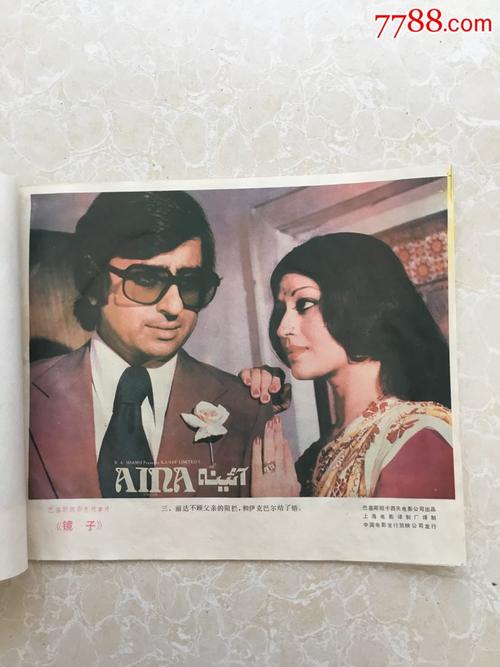 7788.com
R. A. SHAMSI Presents KASHIF LIMITED'S
AINA
آئینہ
三、丽达不顾父亲的阻拦，和伊克巴尔结了婚。
巴基斯坦彩色故事片
《镜子》
巴基斯坦卡西夫电影公司出品
上海电影译制厂译制
中国电影发行放映公司发行